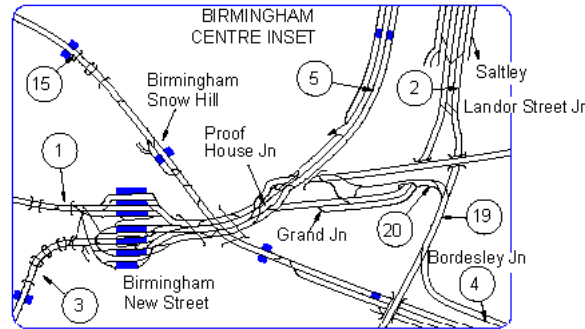 BIRMINGHAM
CENTRE INSET
15
Birmingham
Snow Hill
5
2
Saltley
Landor Street Jr
Proof
House Jn
1
Grand Jn
20
19
Bordesley Jn
3
Birmingham
New Street
4